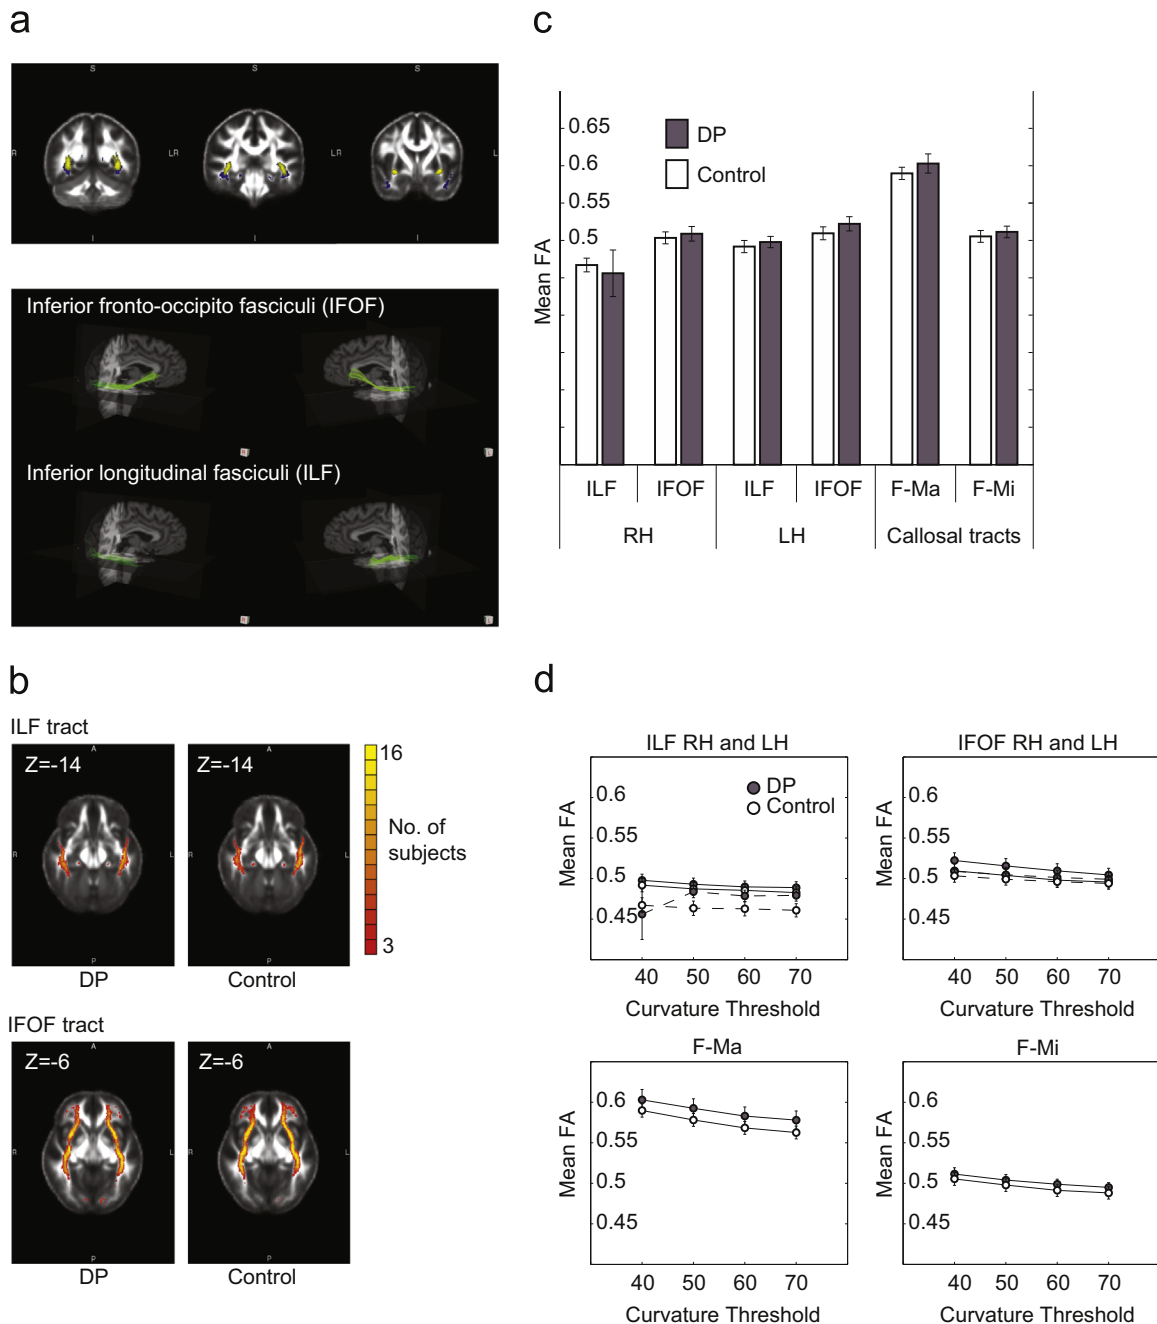 a
S S S
R L R L R L
I I I
Inferior fronto-occipito fasciculi (IFOF)
Inferior longitudinal fasciculi (ILF)
b
ILF tract
A A
Z=-14 Z=-14
R L
P P
DP Control
16
No. of
subjects
3
IFOF tract
A A
Z=-6 Z=-6
R L
P P
DP Control
c
DP
Control
Mean FA
0.65
0.6
0.55
0.5
ILF IFOF ILF IFOF F-Ma F-Mi
RH LH Callosal tracts
d
ILF RH and LH
DP
Control
Mean FA
0.6
0.55
0.5
0.45
40 50 60 70
Curvature Threshold
IFOF RH and LH
Mean FA
0.6
0.55
0.5
0.45
40 50 60 70
Curvature Threshold
F-Ma
Mean FA
0.6
0.55
0.5
0.45
40 50 60 70
Curvature Threshold
F-Mi
Mean FA
0.6
0.55
0.5
0.45
40 50 60 70
Curvature Threshold